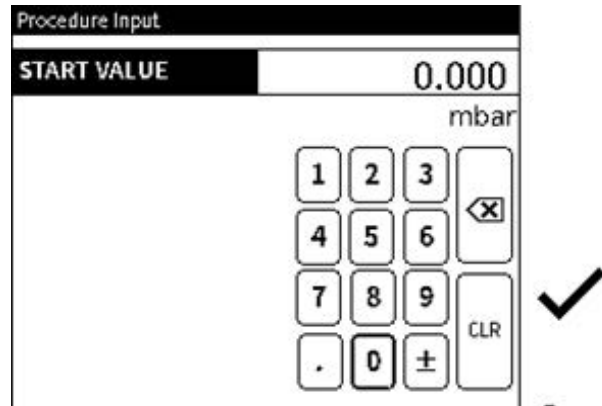 Procedure Input
START VALUE 0.000
mbar
1 2 3
4 5 6
7 8 9
CLR
. 0 ±